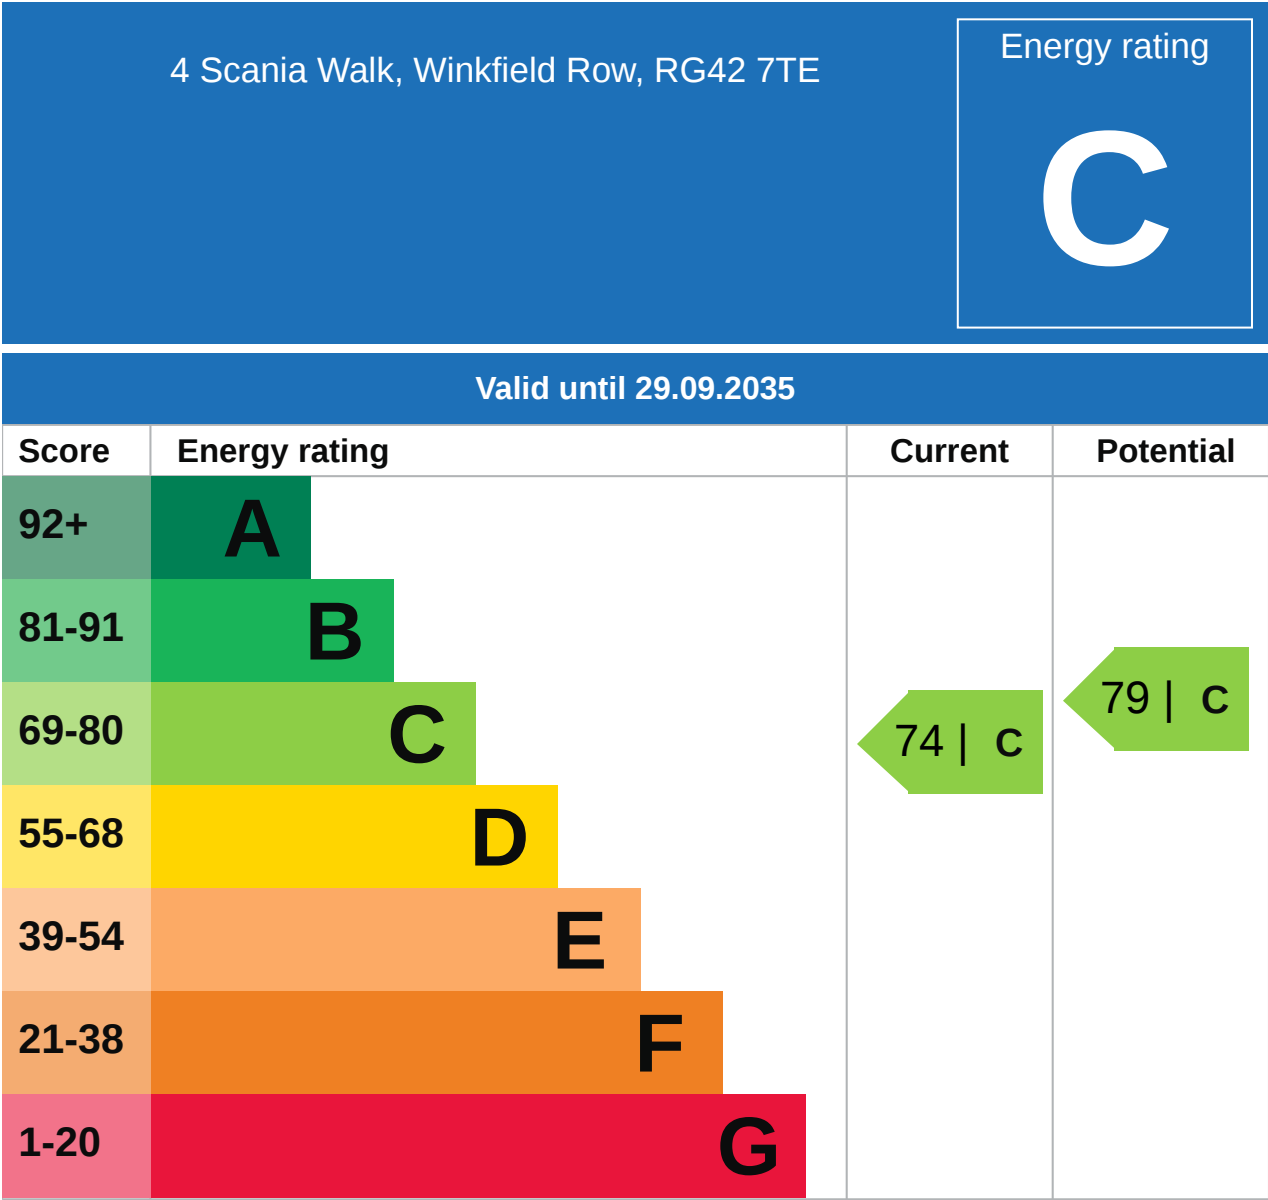 4 Scania Walk, Winkfield Row, RG42 7TE
Energy rating
C
Valid until 29.09.2035
Score Energy rating Current Potential
92+ A
81-91 B
69-80 C
74 | C
79 | C
55-68 D
39-54 E
21-38 F
1-20 G